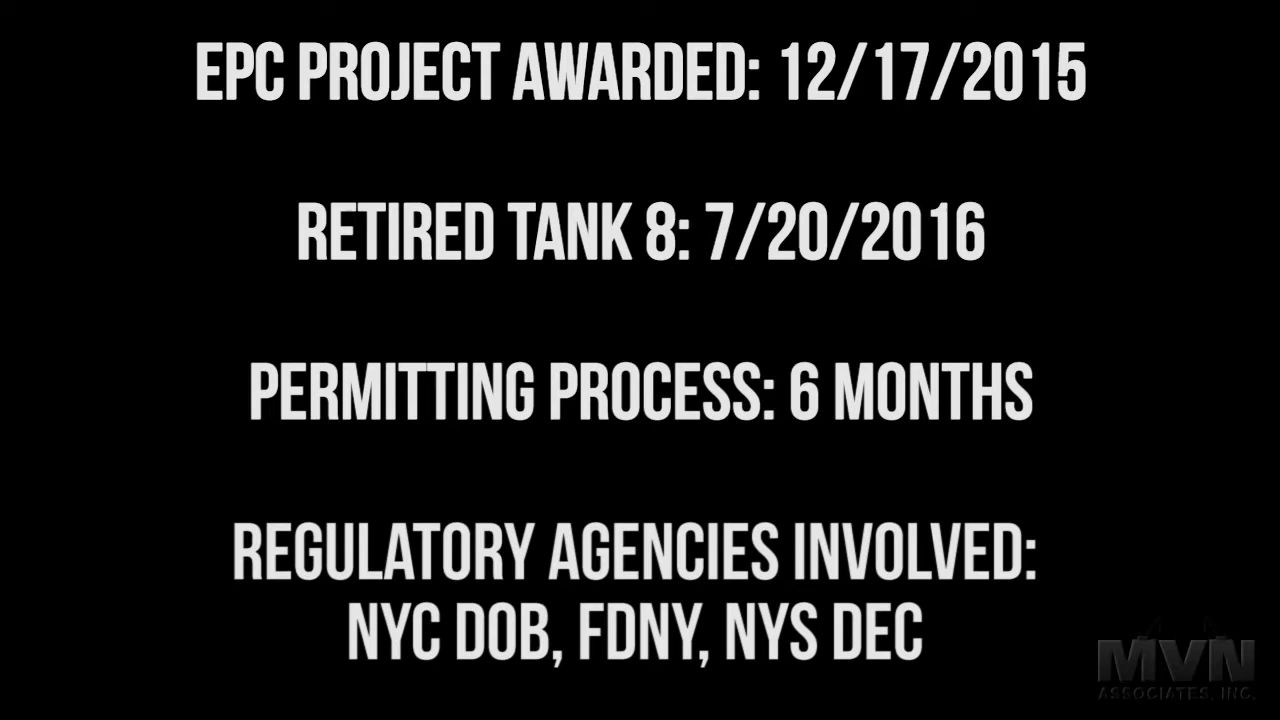 EPC PROJECT AWARDED: 12/17/2015
RETIRED TANK 8: 7/20/2016
PERMITTING PROCESS: 6 MONTHS
REGULATORY AGENCIES INVOLVED:
NYC DOB, FDNY, NYS DEC
MVN
ASSOCIATES, INC.